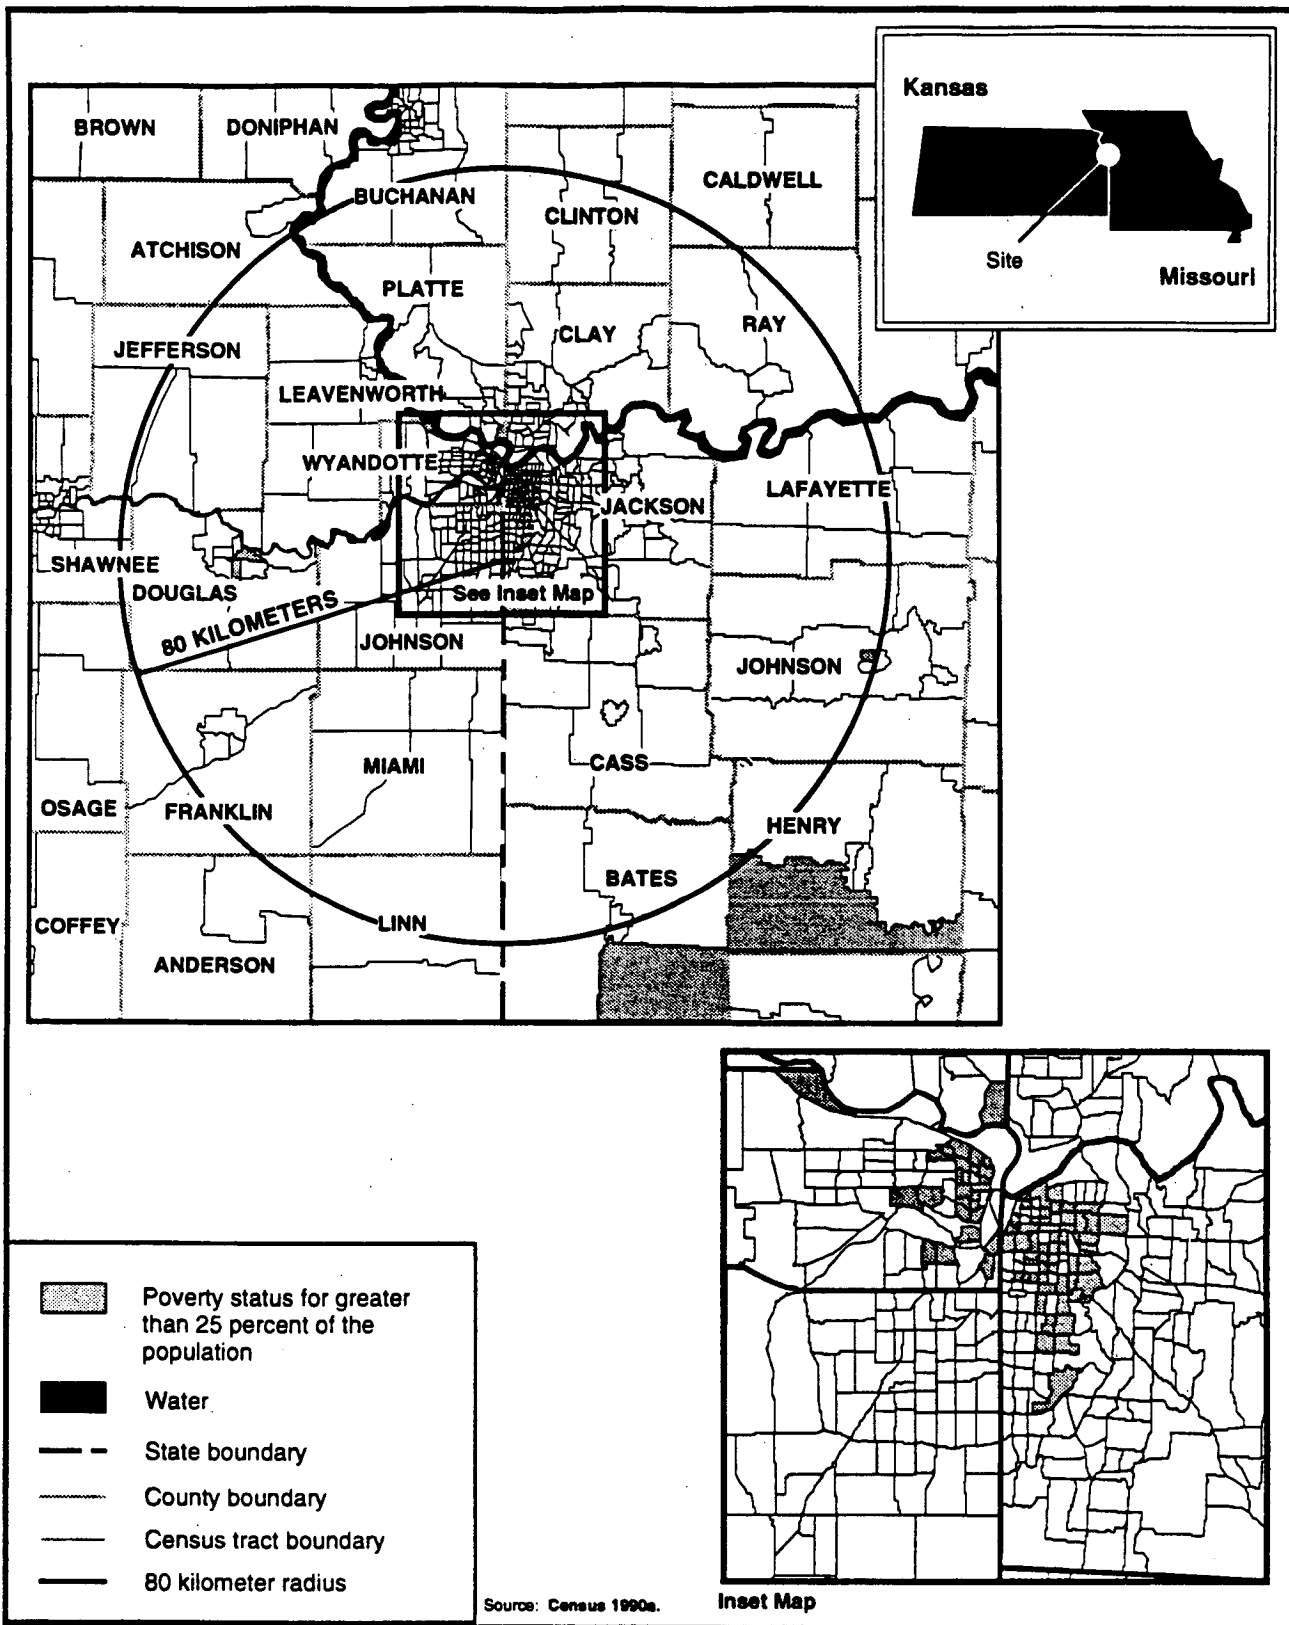 Kansas
Site
Missouri
BROWN
DONIPHAN
BUCHANAN
CLINTON
CALDWELL
ATCHISON
PLATTE
CLAY
RAY
JEFFERSON
LEAVENWORTH
WYANDOTTE
JACKSON
LAFAYETTE
SHAWNEE
DOUGLAS
See Inset Map
80 KILOMETERS
JOHNSON
JOHNSON
MIAMI
CASS
OSAGE
FRANKLIN
HENRY
BATES
COFFEY
LINN
ANDERSON
Poverty status for greater
than 25 percent of the
population
Water
State boundary
County boundary
Census tract boundary
80 kilometer radius
Source: Census 1990a.
Inset Map